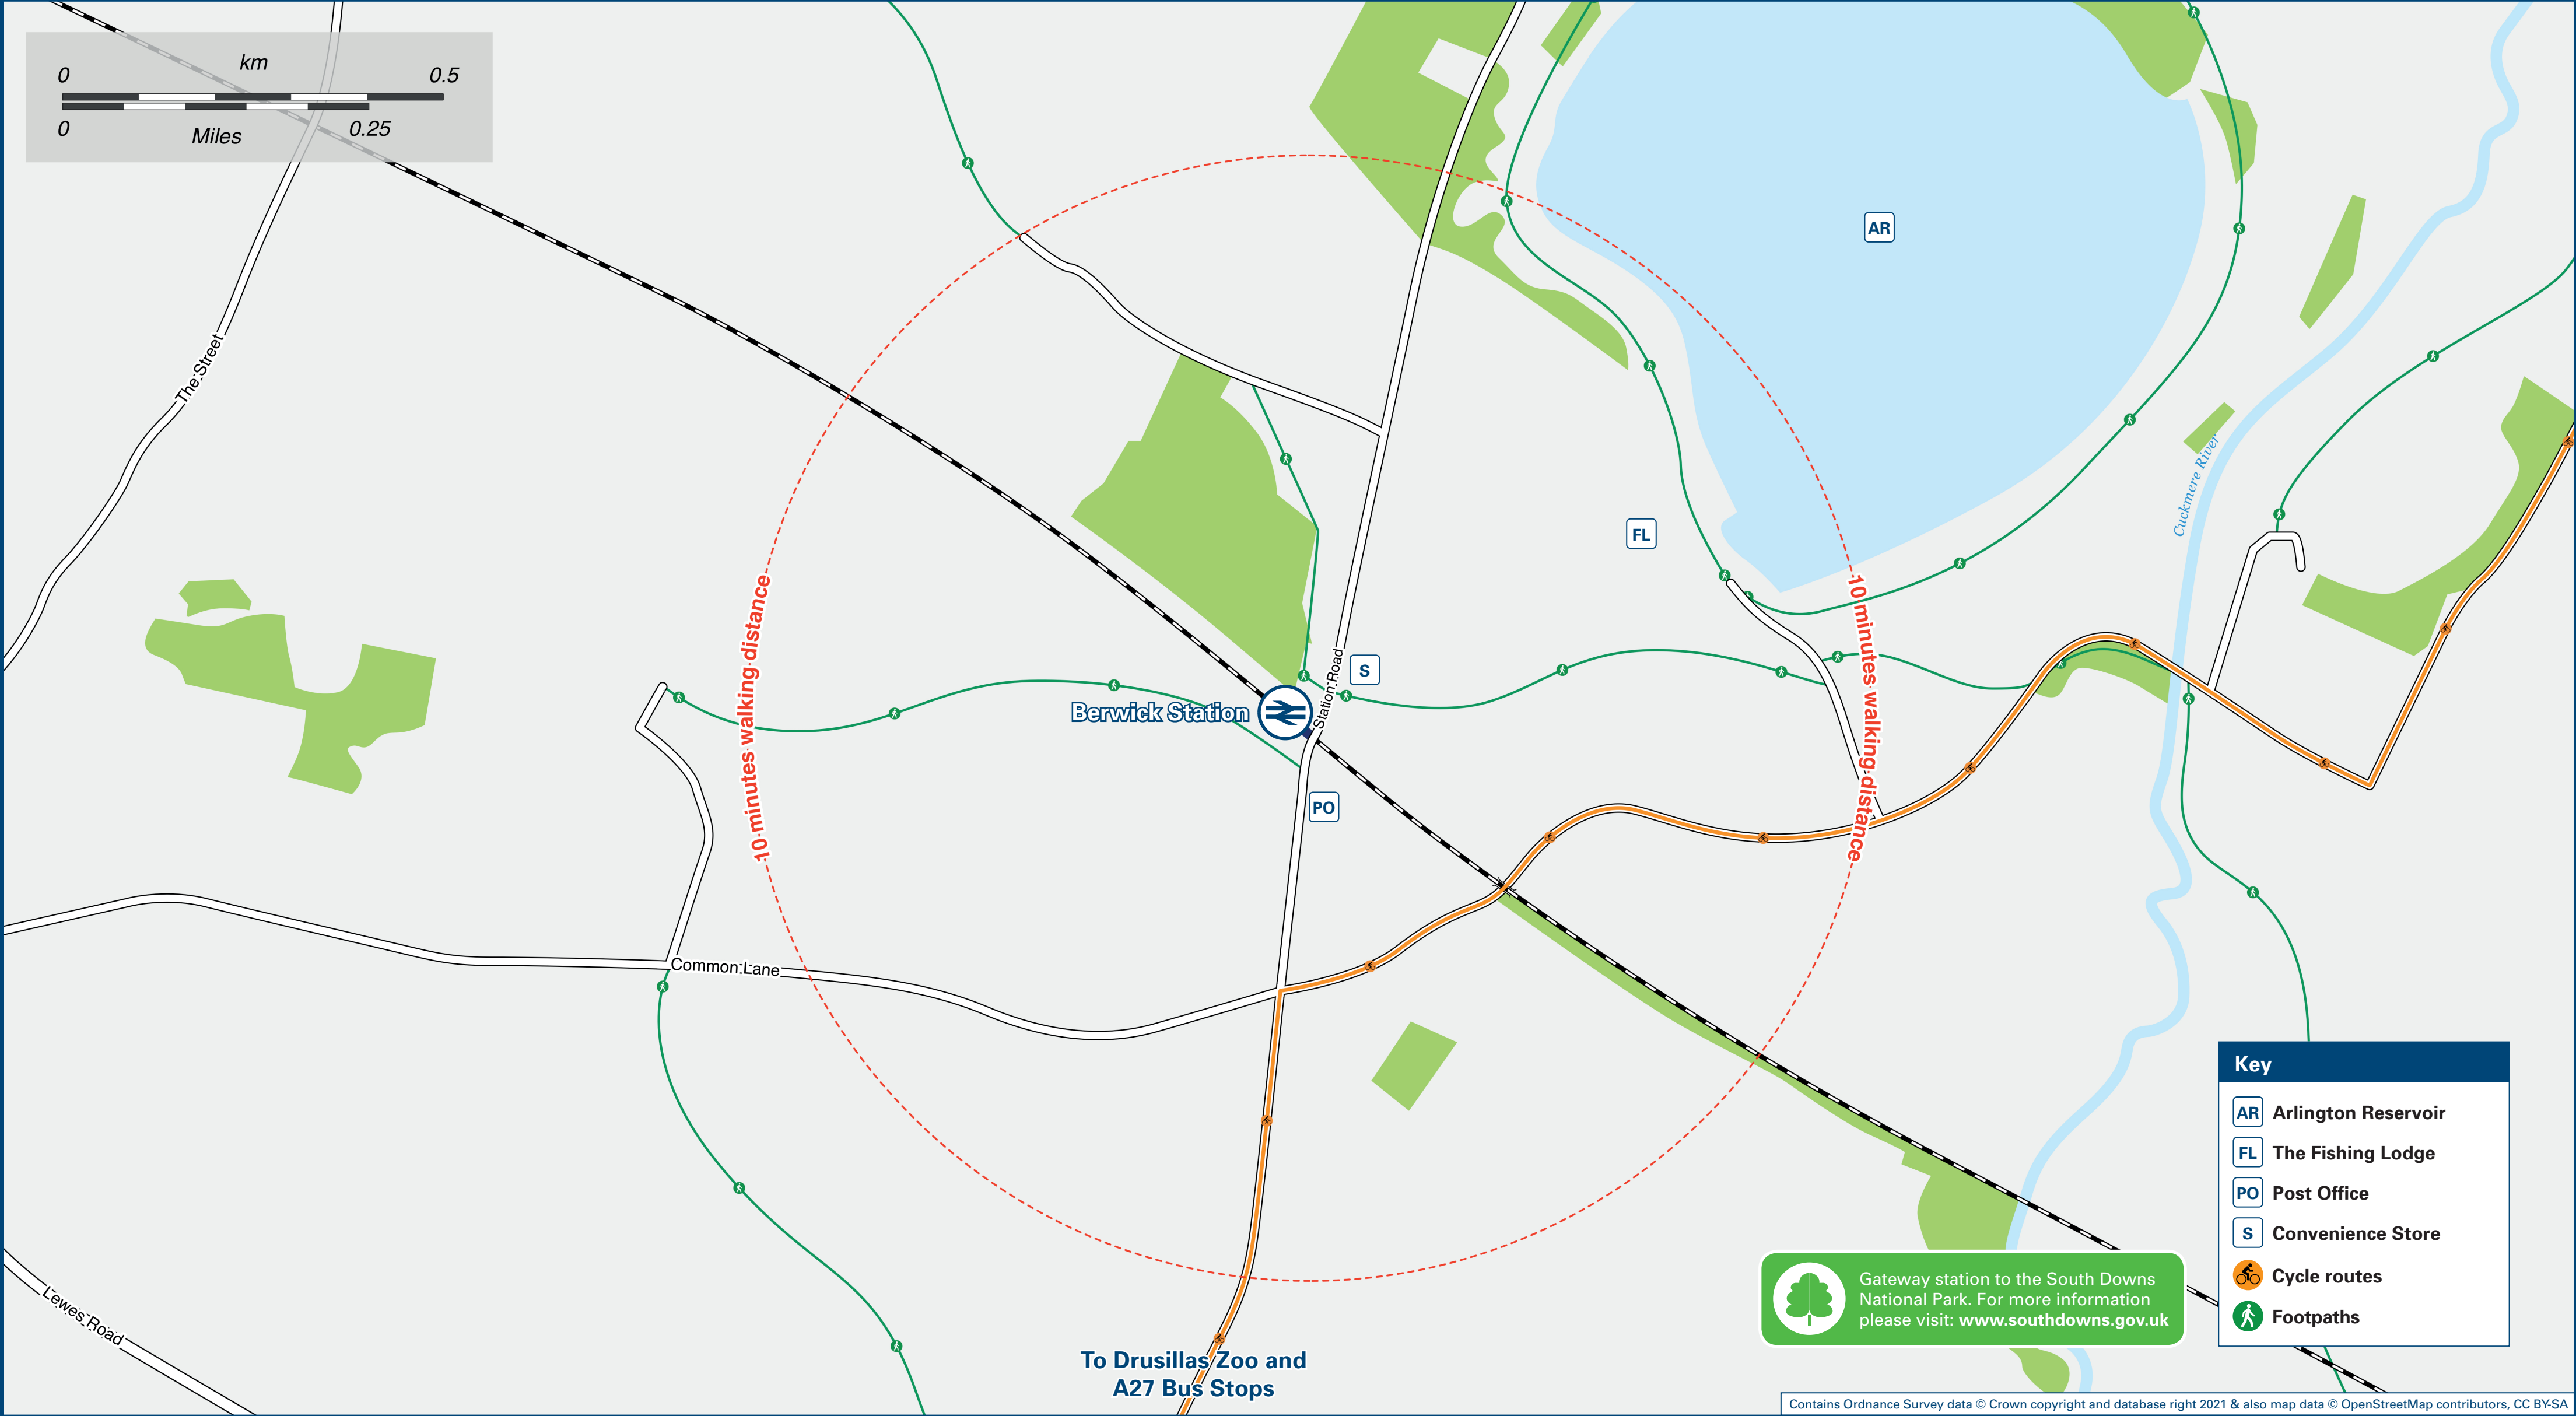 km
0
0.5
0
0.25
Miles
The Street
AR
FL
Cuckmere River
10 minutes walking distance
10 minutes walking distance
S
Station Road
Berwick Station
PO
Common Lane
Lewes Road
To Drusillas Zoo and
A27 Bus Stops
Key
AR Arlington Reservoir
FL The Fishing Lodge
PO Post Office
S Convenience Store
Cycle routes
Footpaths
Gateway station to the South Downs
National Park. For more information
please visit: www.southdowns.gov.uk
Contains Ordnance Survey data © Crown copyright and database right 2021 & also map data © OpenStreetMap contributors, CC BY-SA